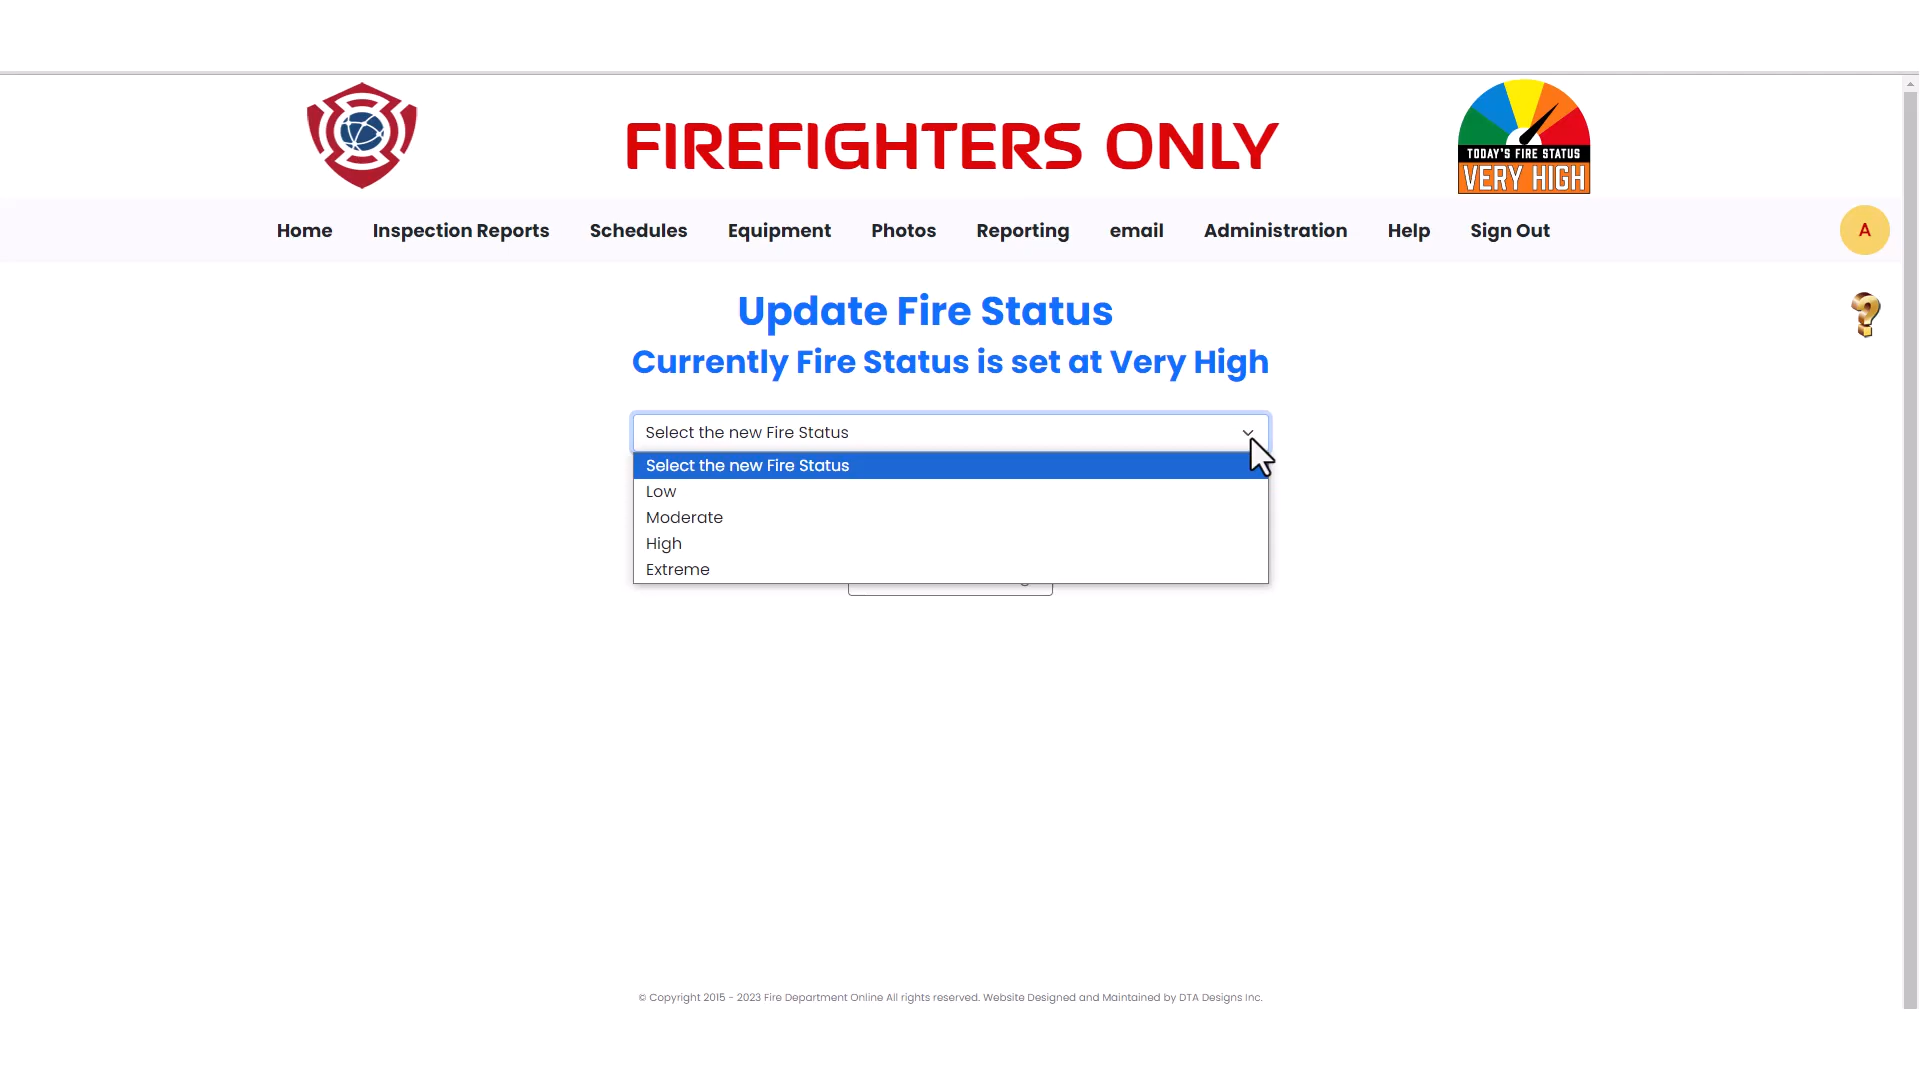 FIREFIGHTERS ONLY
TODAY'S FIRE STATUS
VERY HIGH
Home Inspection Reports Schedules Equipment Photos Reporting email Administration Help Sign Out
A
Update Fire Status
Currently Fire Status is set at Very High
Select the new Fire Status
Select the new Fire Status
Low
Moderate
High
Extreme
© Copyright 2015 - 2023 Fire Department Online All rights reserved. Website Designed and Maintained by DTA Designs Inc.